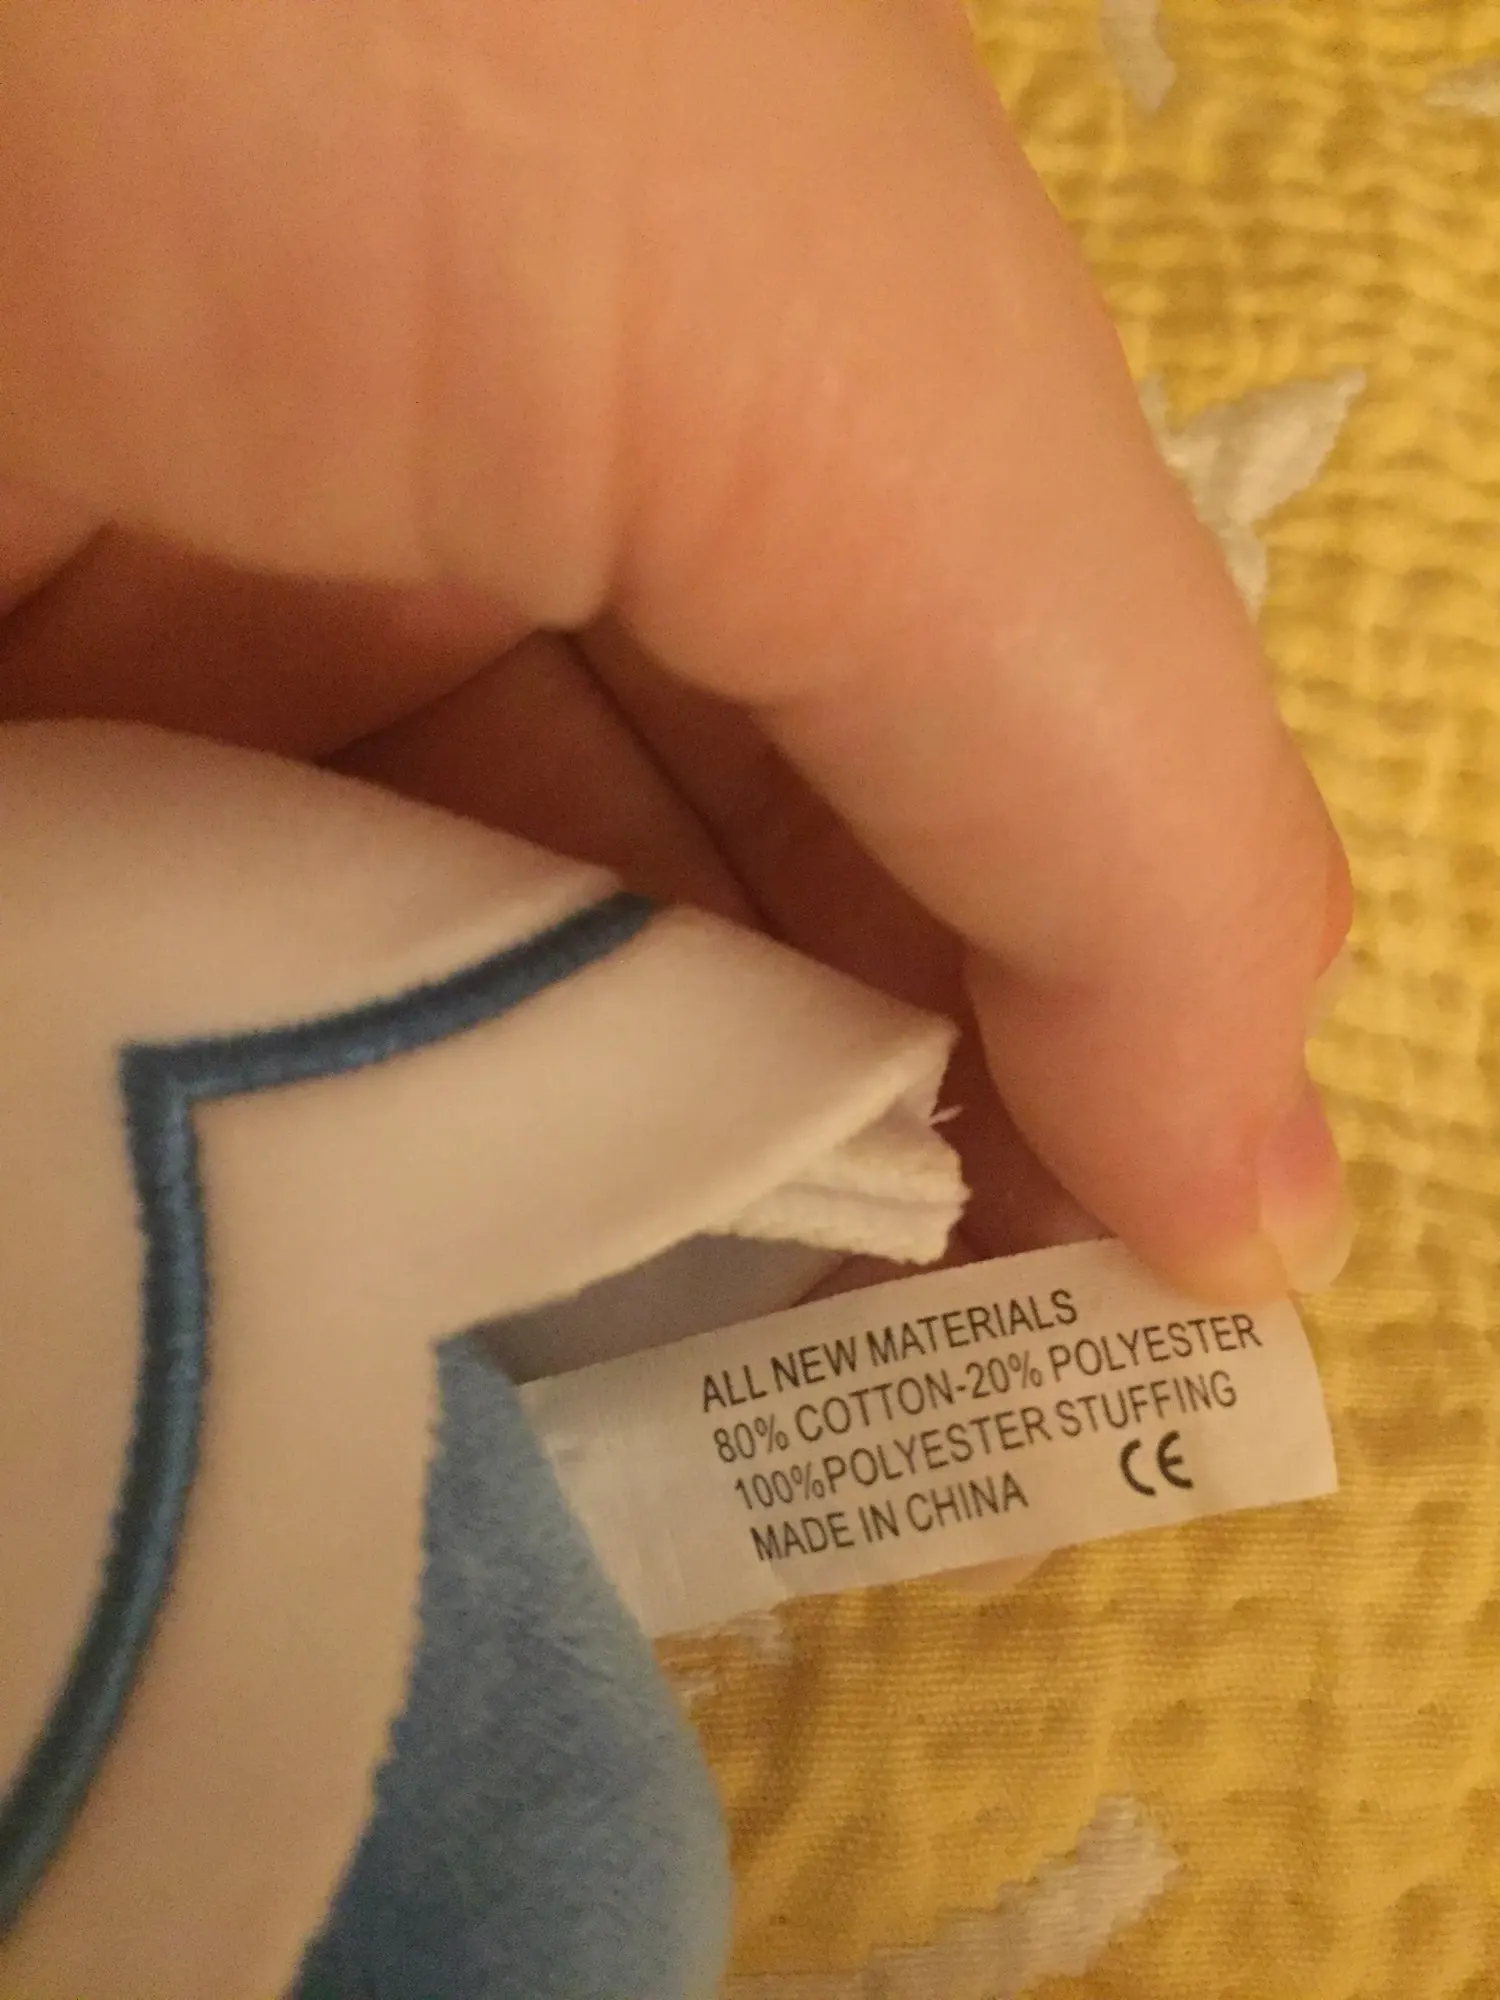 ALL NEW MATERIALS
80% COTTON-20% POLYESTER
100%POLYESTER STUFFING
MADE IN CHINA CE